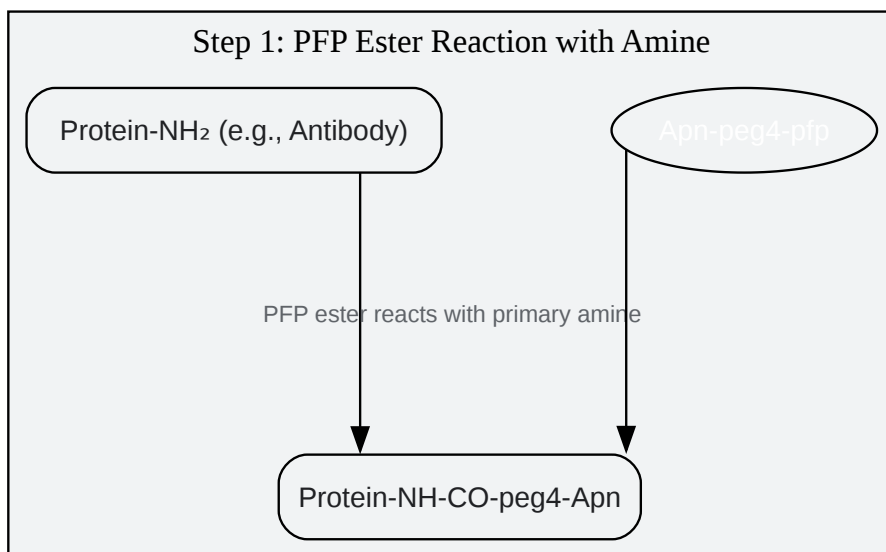 Step 1: PFP Ester Reaction with Amine
Protein-NH₂ (e.g., Antibody)
Apn-peg4-pfp
PFP ester reacts with primary amine
Protein-NH-CO-peg4-Apn